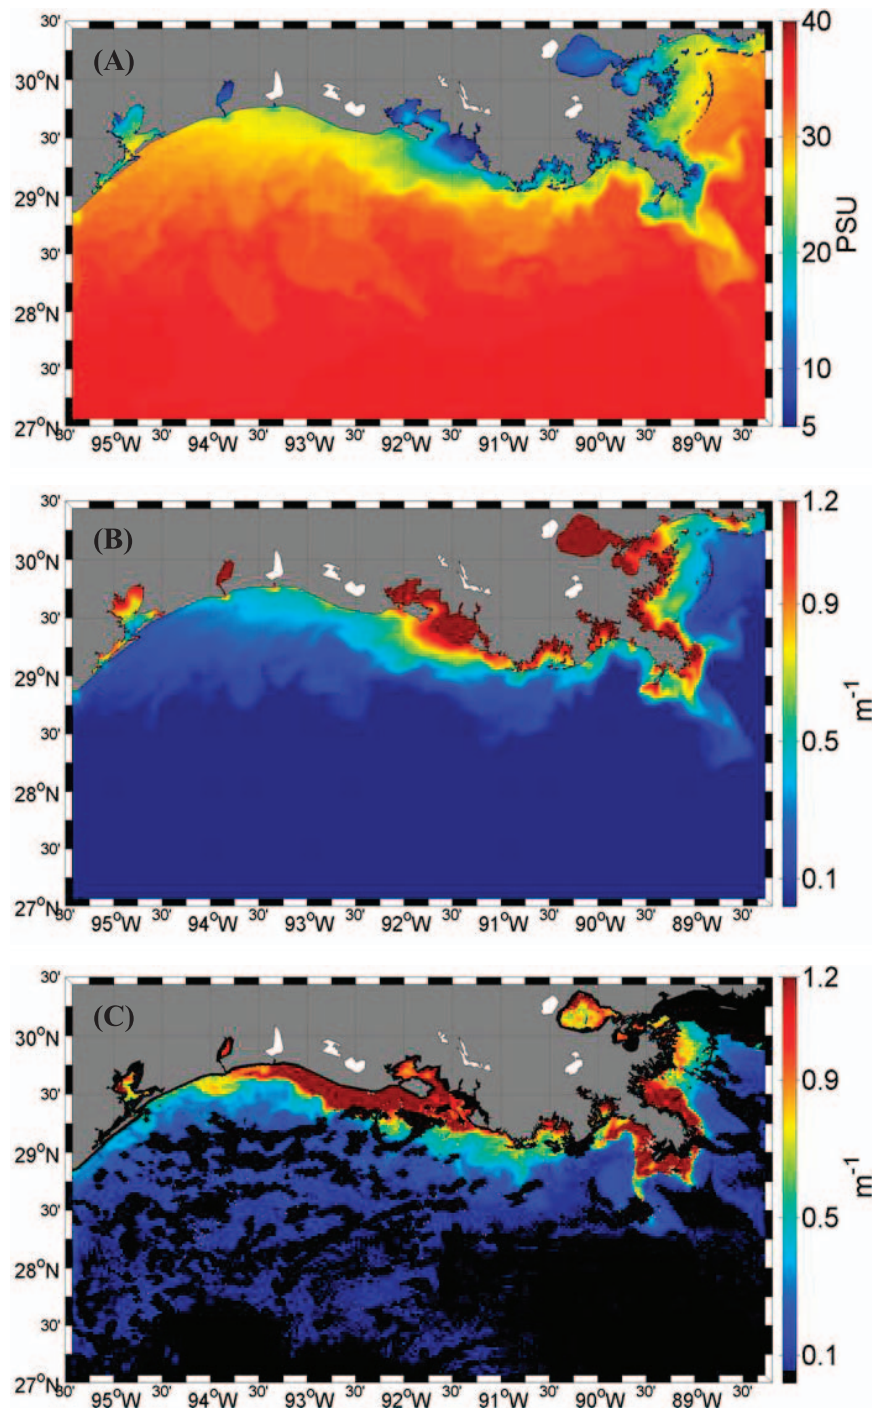 (A)
30'
30°N
30'
29°N
30'
28°N
30'
27°N
30'
95°W
30'
94°W
30'
93°W
30'
92°W
30'
91°W
30'
90°W
30'
89°W
30'
40
30
20
10
5
PSU
(B)
30'
30°N
30'
29°N
30'
28°N
30'
27°N
30'
95°W
30'
94°W
30'
93°W
30'
92°W
30'
91°W
30'
90°W
30'
89°W
30'
1.2
0.9
0.5
0.1
m⁻¹
(C)
30'
30°N
30'
29°N
30'
28°N
30'
27°N
30'
95°W
30'
94°W
30'
93°W
30'
92°W
30'
91°W
30'
90°W
30'
89°W
30'
1.2
0.9
0.5
0.1
m⁻¹